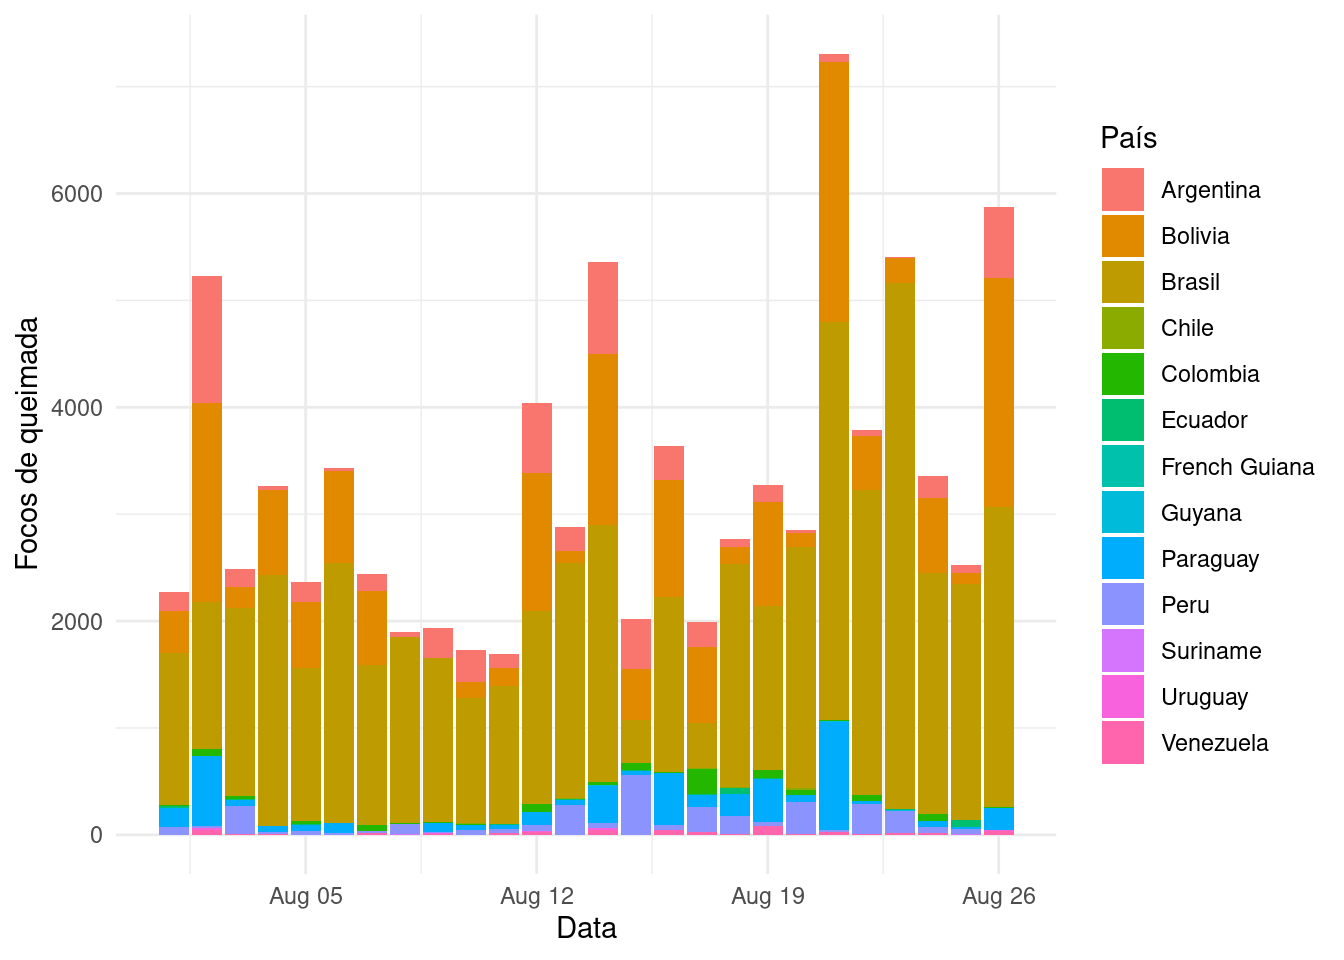 Focos de queimada
6000
4000
2000
0
Aug 05
Aug 12
Aug 19
Aug 26
Data
País
Argentina
Bolivia
Brasil
Chile
Colombia
Ecuador
French Guiana
Guyana
Paraguay
Peru
Suriname
Uruguay
Venezuela